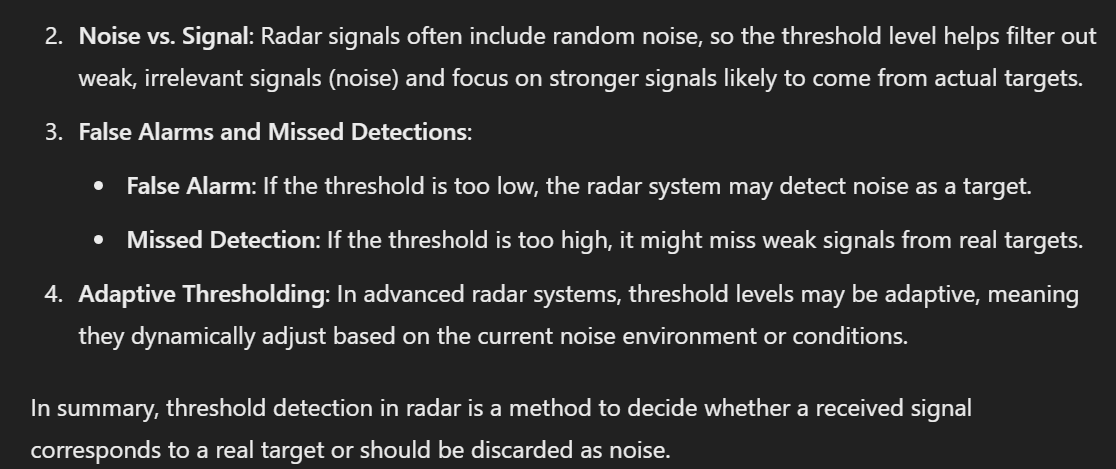 2. Noise vs. Signal: Radar signals often include random noise, so the threshold level helps filter out
weak, irrelevant signals (noise) and focus on stronger signals likely to come from actual targets.
3. False Alarms and Missed Detections:
• False Alarm: If the threshold is too low, the radar system may detect noise as a target.
• Missed Detection: If the threshold is too high, it might miss weak signals from real targets.
4. Adaptive Thresholding: In advanced radar systems, threshold levels may be adaptive, meaning
they dynamically adjust based on the current noise environment or conditions.
In summary, threshold detection in radar is a method to decide whether a received signal
corresponds to a real target or should be discarded as noise.